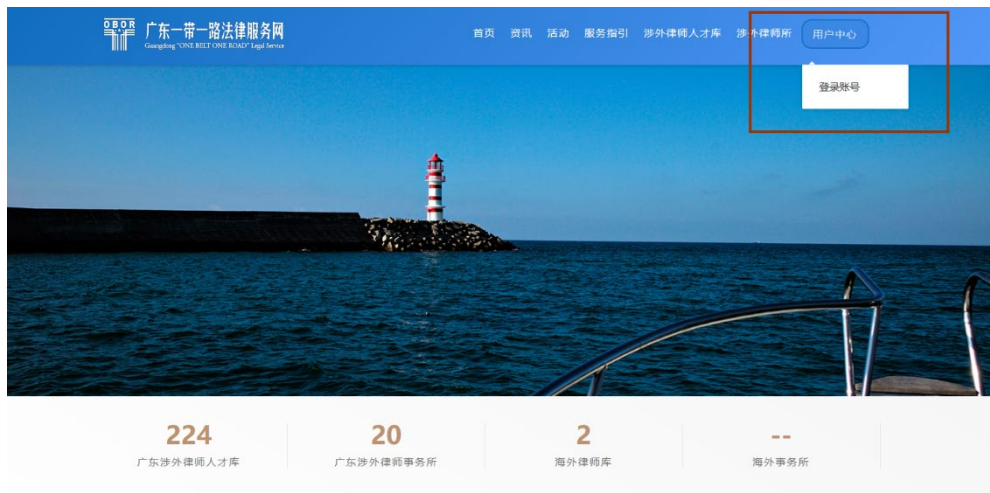 OBOR
广东一带一路法律服务网
Guangdong "ONE BELT ONE ROAD" Legal Service
首页 资讯 活动 服务指引 涉外律师人才库 涉外律师所 用户中心
登录账号
224 20 2 --
广东涉外律师人才库 广东涉外律师事务所 海外律师库 海外事务所